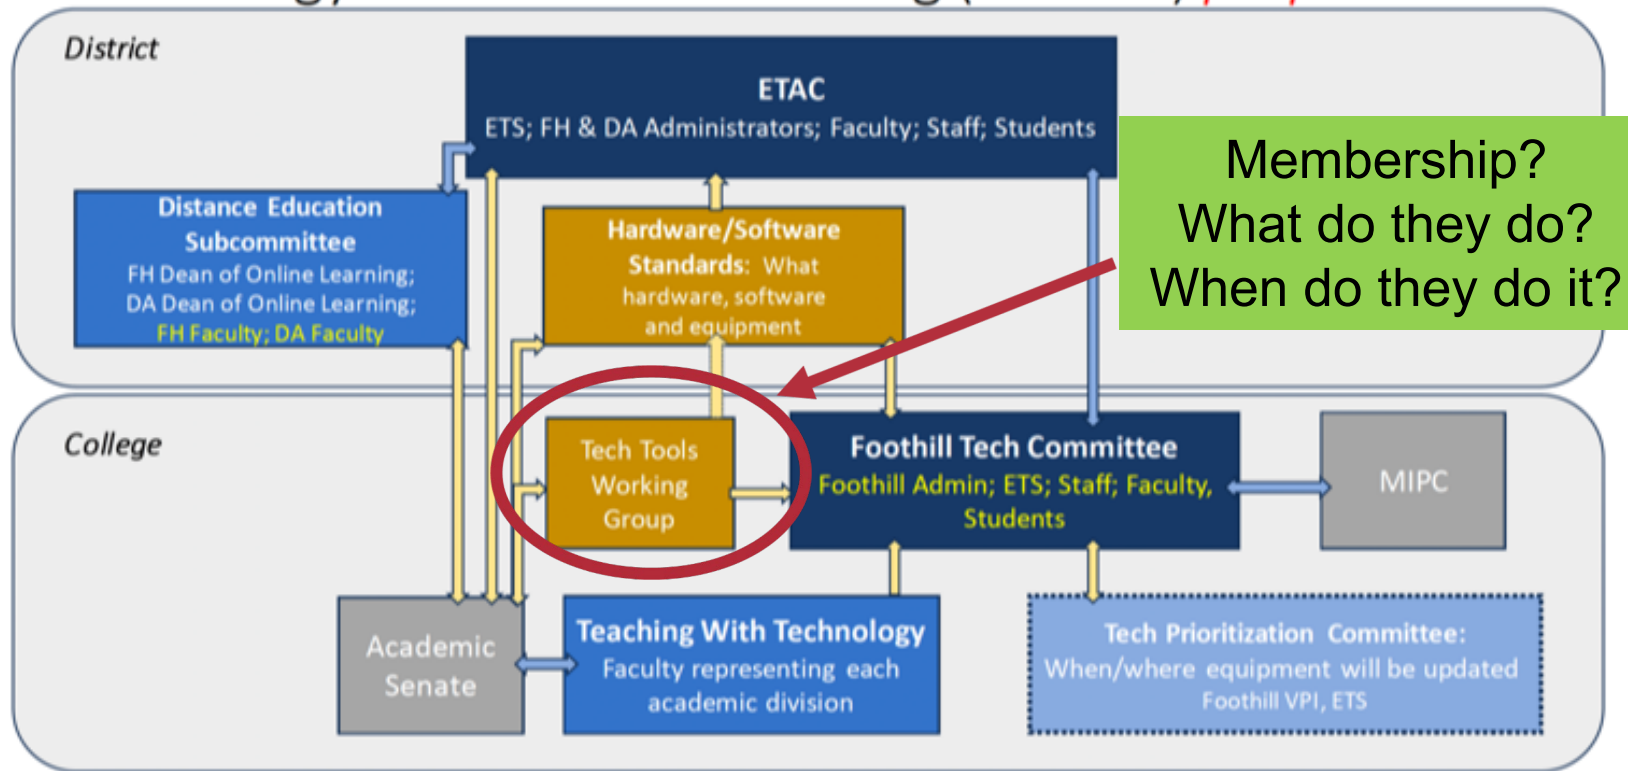 District
ETAC
ETS; FH & DA Administrators; Faculty; Staff; Students
Membership?
What do they do?
When do they do it?
Distance Education
Subcommittee
FH Dean of Online Learning;
DA Dean of Online Learning;
FH Faculty; DA Faculty
Hardware/Software
Standards: What
hardware, software
and equipment
College
Tech Tools
Working
Group
Foothill Tech Committee
Foothill Admin; ETS; Staff; Faculty,
Students
MIPC
Academic
Senate
Teaching With Technology
Faculty representing each
academic division
Tech Prioritization Committee:
When/where equipment will be updated
Foothill VPI, ETS